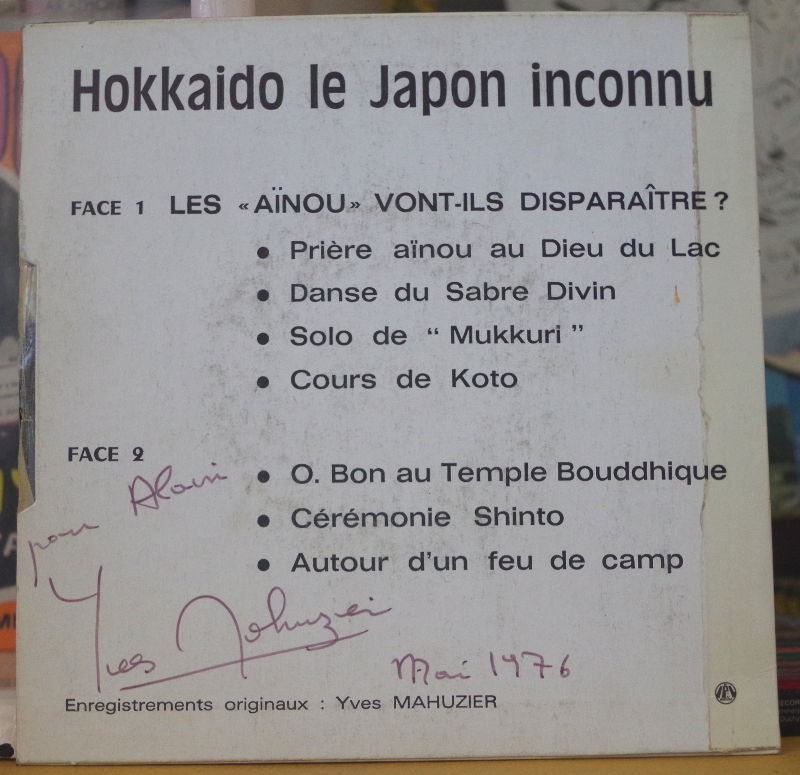 Hokkaido le Japon inconnu
FACE 1 LES «AÏNOU» VONT-ILS DISPARAÎTRE ?
• Prière aïnou au Dieu du Lac
• Danse du Sabre Divin
• Solo de “ Mukkuri ”
• Cours de Koto
FACE 2
• O. Bon au Temple Bouddhique
• Cérémonie Shinto
• Autour d'un feu de camp
pour Alain
Yves Mahuzier
Mai 1976
Enregistrements originaux : Yves MAHUZIER